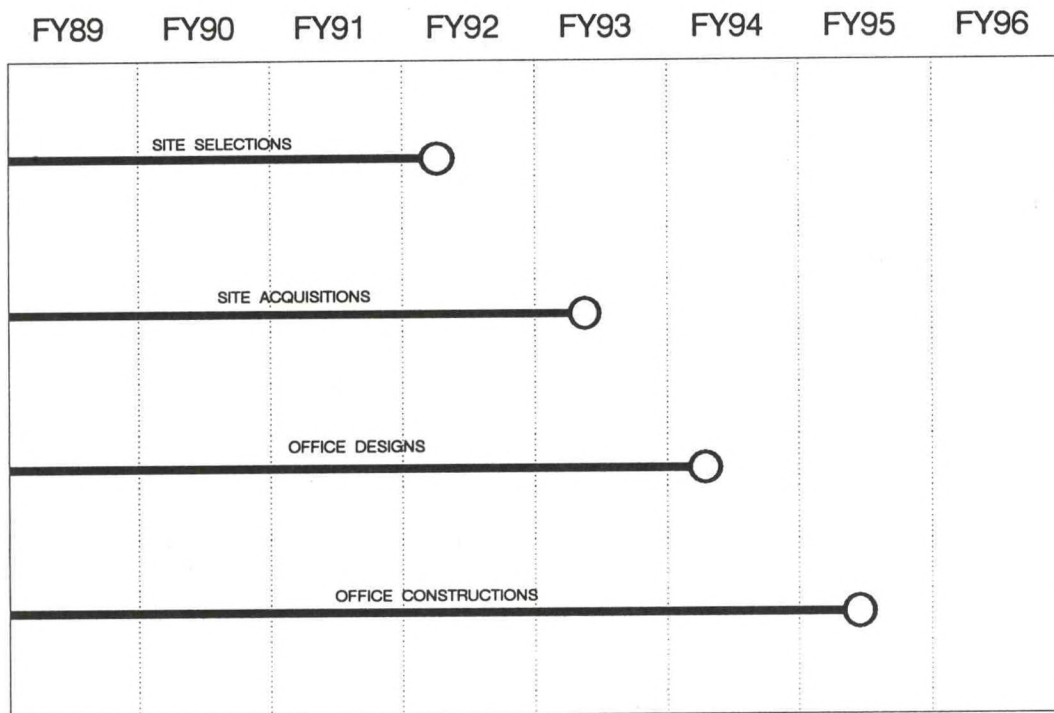 FY89 FY90 FY91 FY92 FY93 FY94 FY95 FY96
SITE SELECTIONS
SITE ACQUISITIONS
OFFICE DESIGNS
OFFICE CONSTRUCTIONS